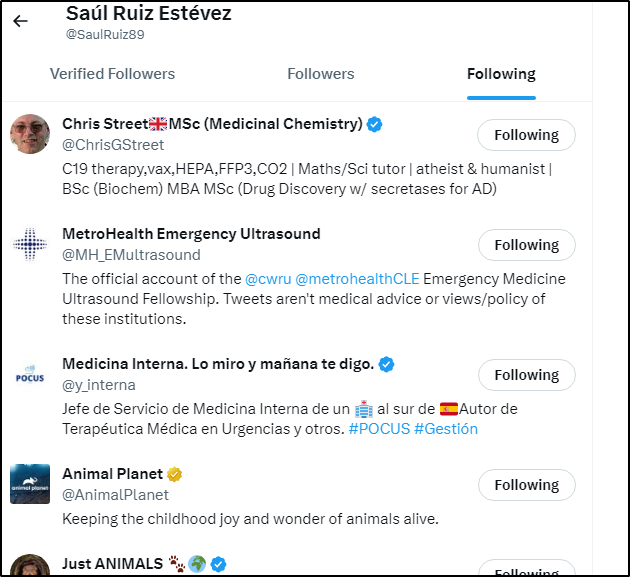 Saúl Ruiz Estévez
@SaulRuiz89
Verified Followers Followers Following
Chris Street🇬🇧MSc (Medicinal Chemistry)
Following
@ChrisGStreet
C19 therapy,vax,HEPA,FFP3,CO2 | Maths/Sci tutor | atheist & humanist |
BSc (Biochem) MBA MSc (Drug Discovery w/ secretases for AD)
MetroHealth Emergency Ultrasound
Following
@MH_EMultrasound
The official account of the @cwru @metrohealthCLE Emergency Medicine
Ultrasound Fellowship. Tweets aren't medical advice or views/policy of
these institutions.
Medicina Interna. Lo miro y mañana te digo.
POCUS
Following
@y_interna
Jefe de Servicio de Medicina Interna de un 🏥 al sur de 🇪🇸Autor de
Terapéutica Médica en Urgencias y otros. #POCUS #Gestión
Animal Planet
animal planet
Following
@AnimalPlanet
Keeping the childhood joy and wonder of animals alive.
Just ANIMALS 🐾🌍
Following